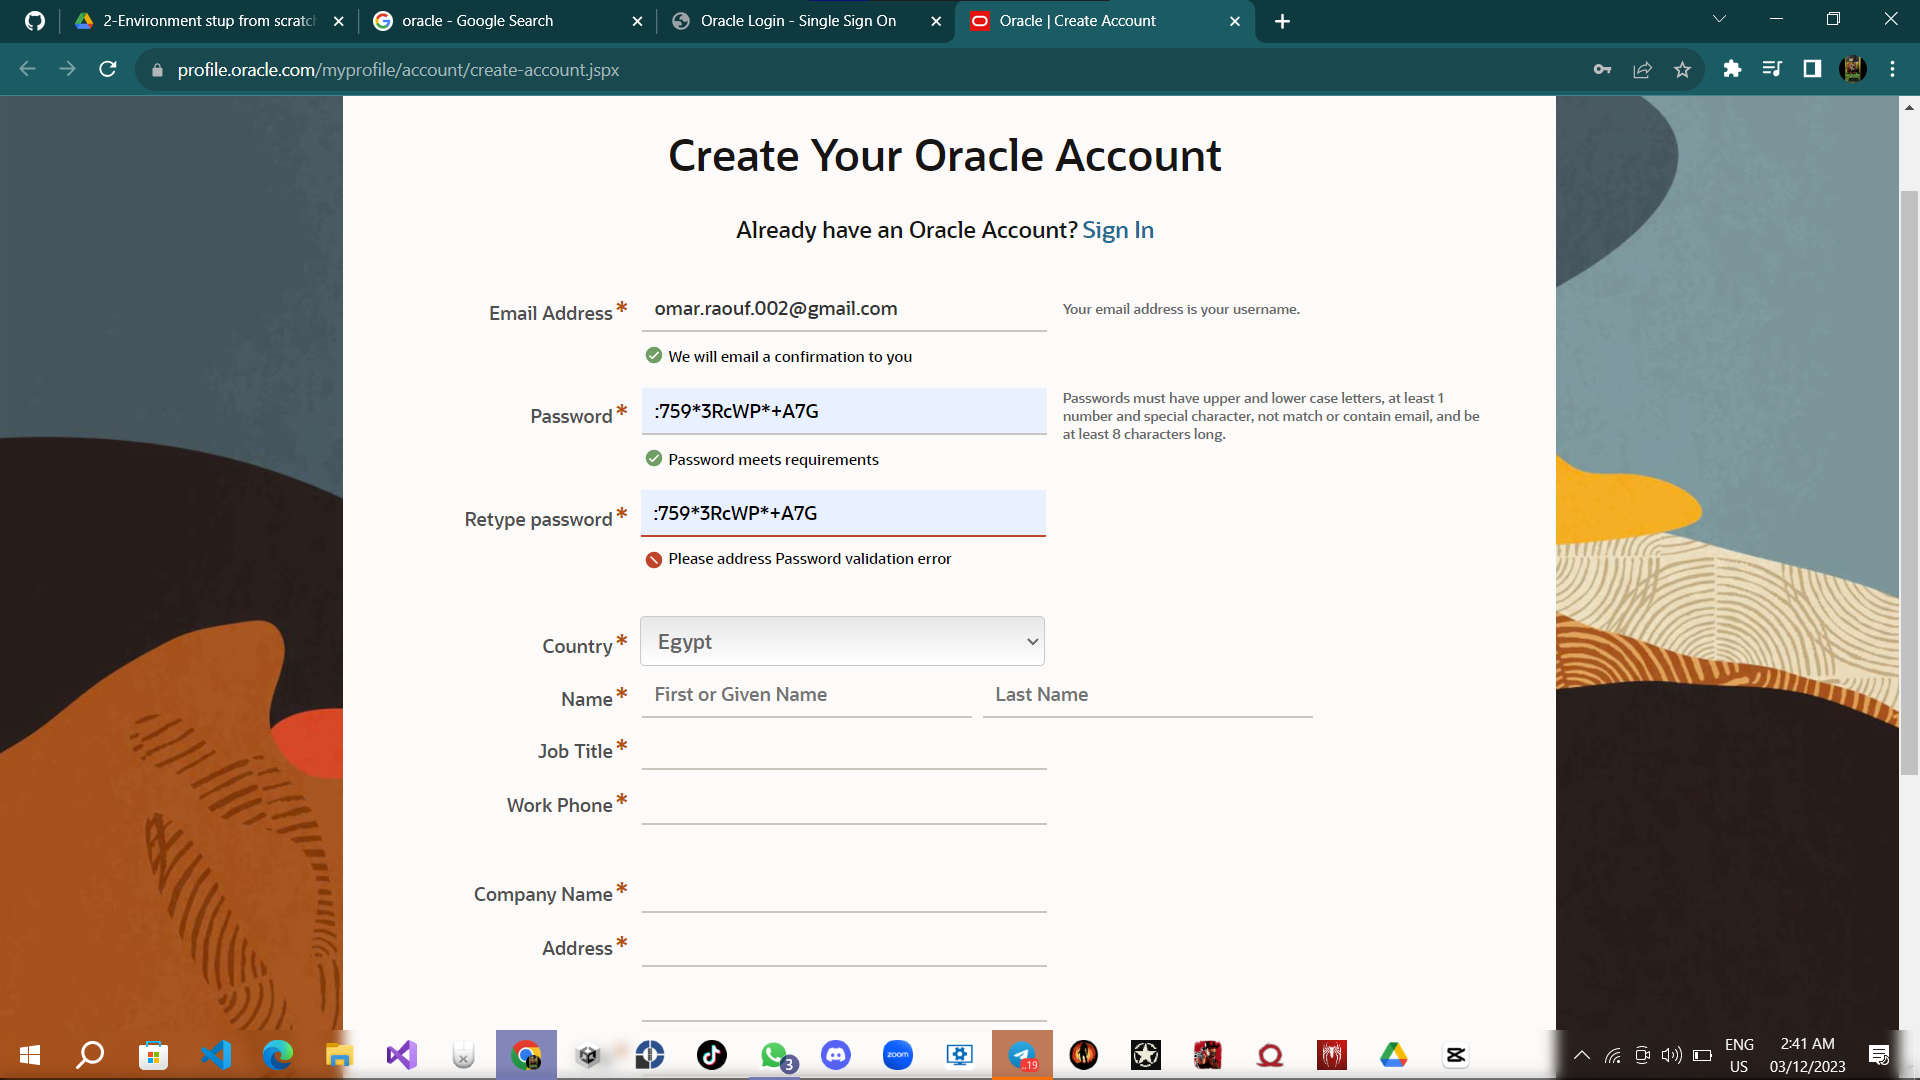 2-Environment stup from scratch
oracle - Google Search
Oracle Login - Single Sign On
Oracle | Create Account
profile.oracle.com/myprofile/account/create-account.jspx
Create Your Oracle Account
Already have an Oracle Account? Sign In
Email Address*
omar.raouf.002@gmail.com
Your email address is your username.
We will email a confirmation to you
Password*
:759*3RcWP*+A7G
Passwords must have upper and lower case letters, at least 1
number and special character, not match or contain email, and be
at least 8 characters long.
Password meets requirements
Retype password*
:759*3RcWP*+A7G
Please address Password validation error
Country*
Egypt
Name*
First or Given Name
Last Name
Job Title*
Work Phone*
Company Name*
Address*
zoom
3
..19
ENG
US
2:41 AM
03/12/2023